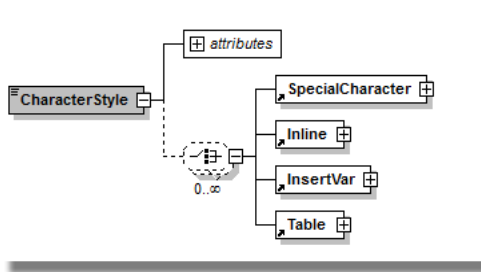 attributes
CharacterStyle
SpecialCharacter
Inline
0..∞
InsertVar
Table